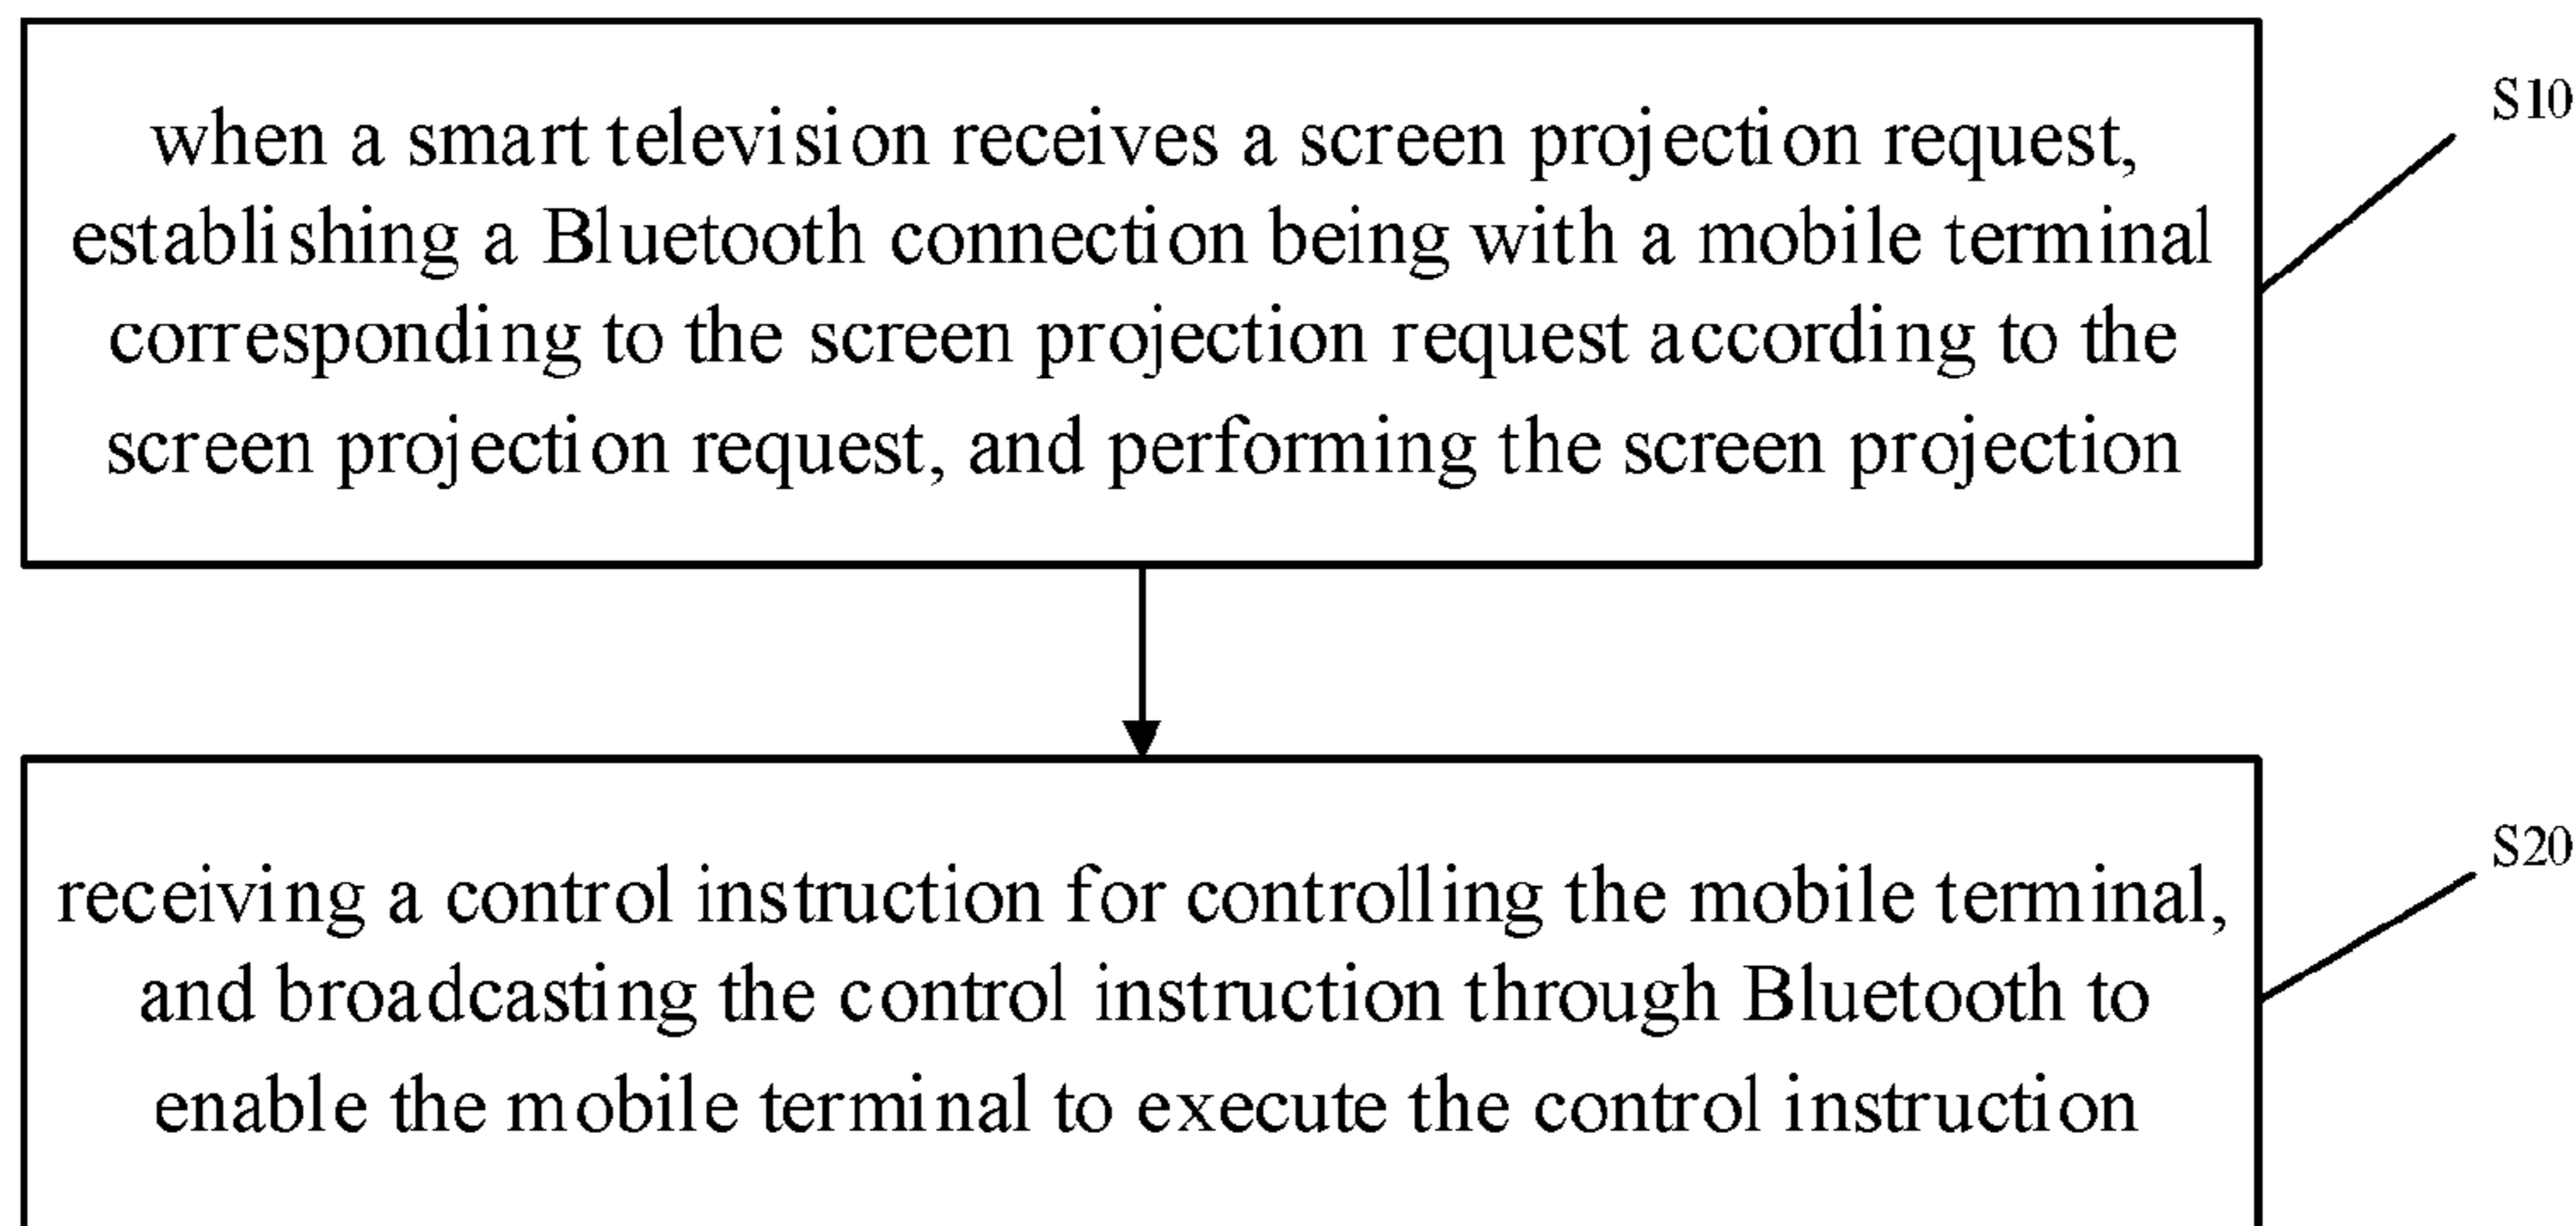 when a smart television receives a screen projection request,
establishing a Bluetooth connection being with a mobile terminal
corresponding to the screen projection request according to the
screen projection request, and performing the screen projection
S10
receiving a control instruction for controlling the mobile terminal,
and broadcasting the control instruction through Bluetooth to
enable the mobile terminal to execute the control instruction
S20